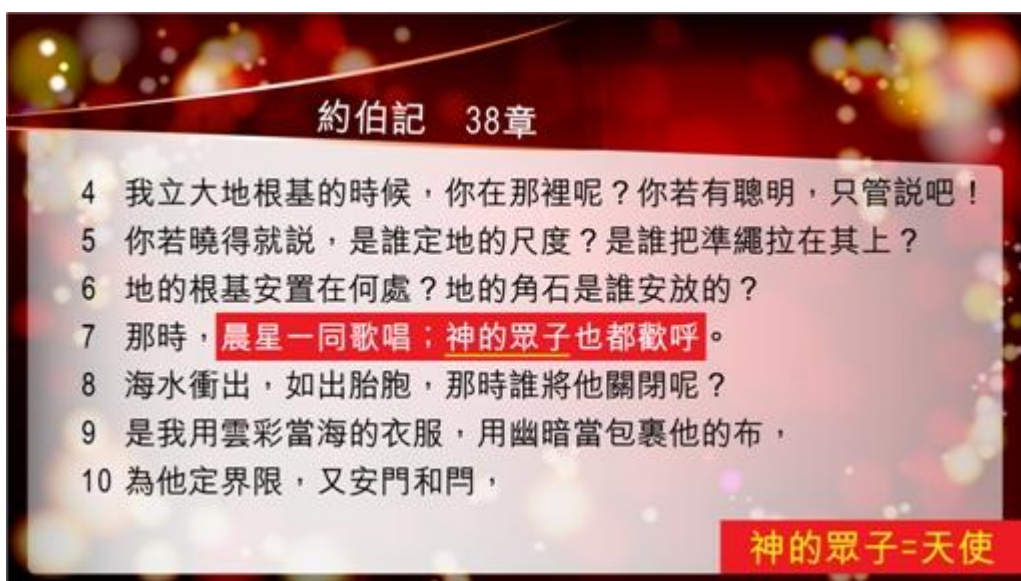 約伯記 38章
4 我立大地根基的時候，你在那裡呢？你若有聰明，只管説吧！
5 你若曉得就説，是誰定地的尺度？是誰把準繩拉在其上？
6 地的根基安置在何處？地的角石是誰安放的？
7 那時，晨星一同歌唱；神的眾子也都歡呼。
8 海水衝出，如出胎胞，那時誰將他關閉呢？
9 是我用雲彩當海的衣服，用幽暗當包裹他的布，
10 為他定界限，又安門和閂，
神的眾子=天使